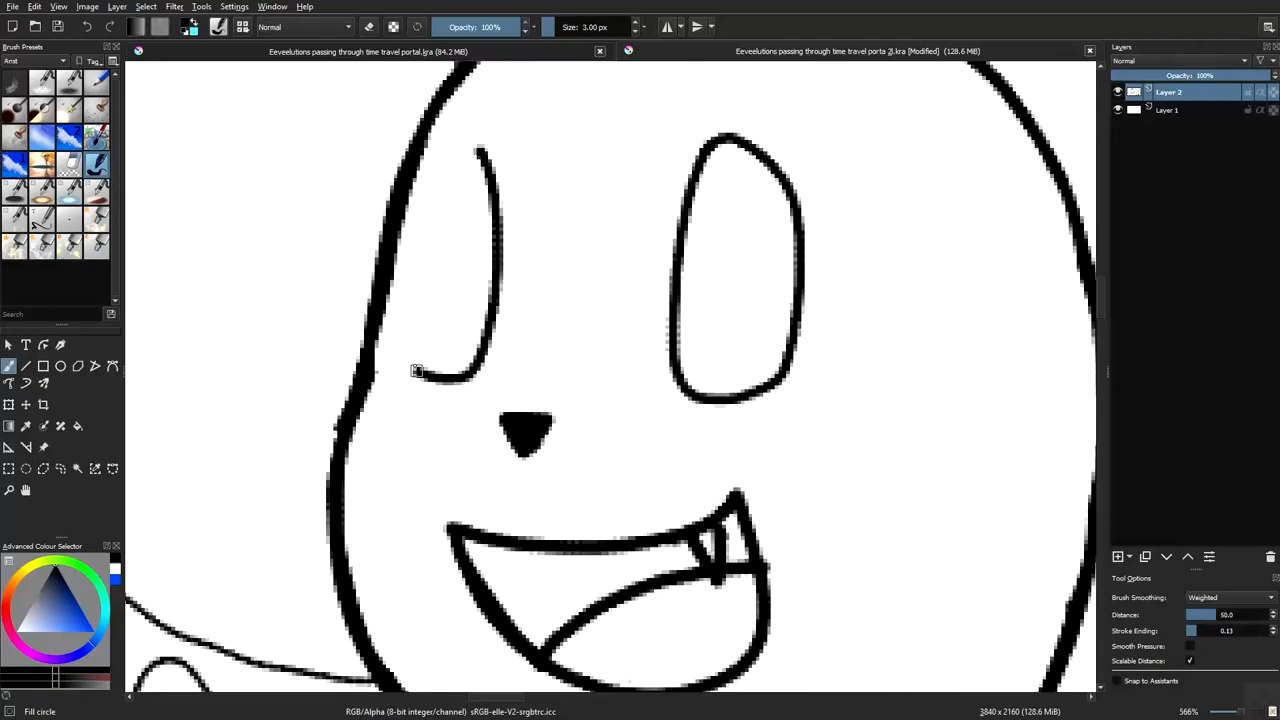 File Edit View Image Layer Select Filter Tools Settings Window Help
Normal
Opacity: 100%
Size: 3.00 px
Brush Presets
Eeveelutions passing through time travel portal.kra (84.2 MiB)
Eeveelutions passing through time travel porta 2l.kra [Modified] (128.6 MiB)
Layers
Anst
Tag
Normal
Opacity: 100%
Layer 2
Layer 1
Search
Advanced Colour Selector
Tool Options
Brush Smoothing: Weighted
Distance: 50.0
Stroke Ending: 0.13
Smooth Pressure:
Scalable Distance:
Snap to Assistants
Fill circle
RGB/Alpha (8-bit integer/channel) sRGB-elle-V2-srgbtrc.icc
3840 x 2160 (128.6 MiB)
566%